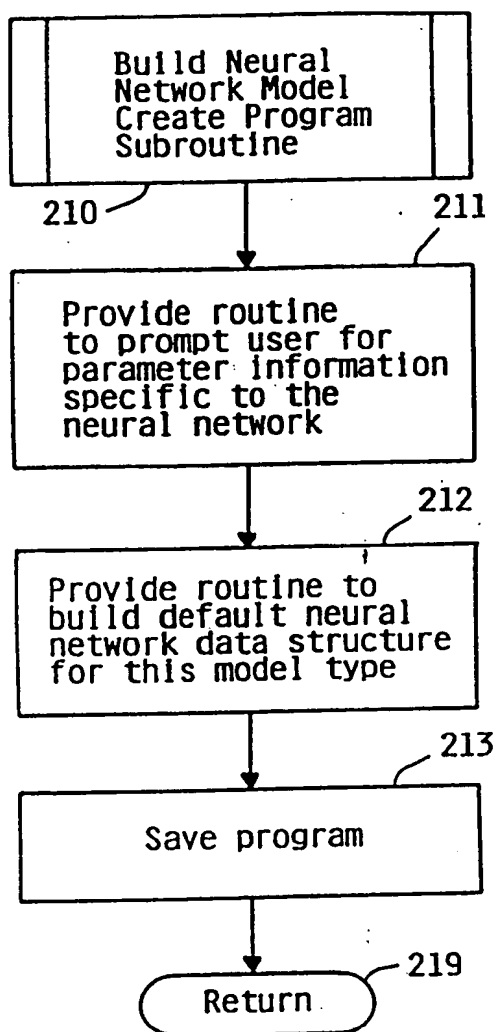 Build Neural
Network Model
Create Program
Subroutine
210
211
Provide routine
to prompt user for
parameter information
specific to the
neural network
212
Provide routine to
build default neural
network data structure
for this model type
213
Save program
219
Return